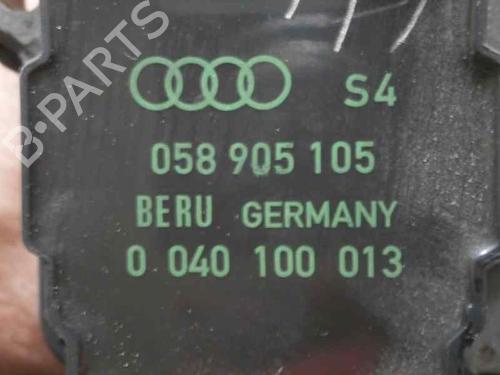 S4
058 905 105
BERU GERMANY
0 040 100 013
B-PARTS